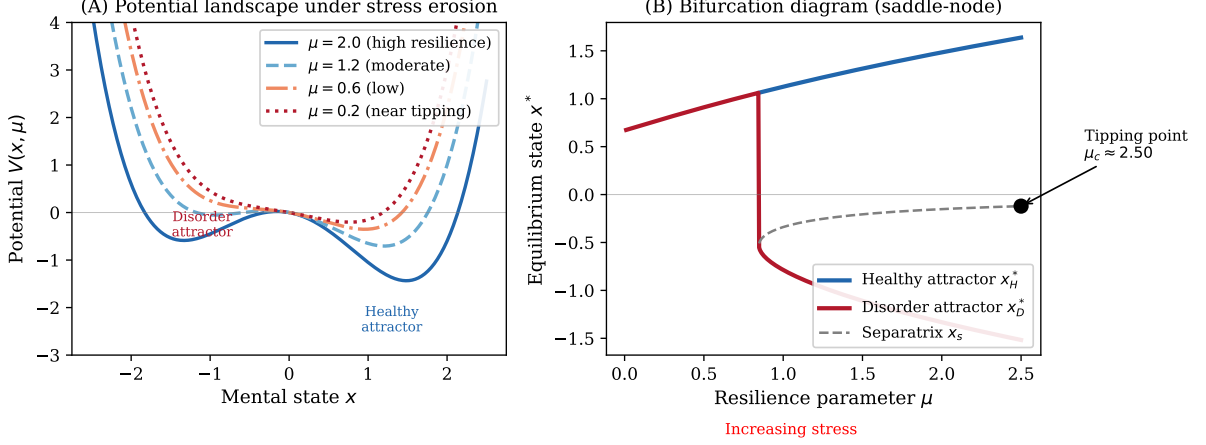 (A) Potential landscape under stress erosion
4
3
2
1
0
−1
−2
−3
Potential V(x, μ)
μ = 2.0 (high resilience)
μ = 1.2 (moderate)
μ = 0.6 (low)
μ = 0.2 (near tipping)
Disorder
attractor
Healthy
attractor
−2 −1 0 1 2
Mental state x
(B) Bifurcation diagram (saddle-node)
1.5
1.0
0.5
0.0
−0.5
−1.0
−1.5
Equilibrium state x*
Tipping point
μc ≈ 2.50
Healthy attractor x*H
Disorder attractor x*D
Separatrix xs
0.0 0.5 1.0 1.5 2.0 2.5
Resilience parameter μ
Increasing stress